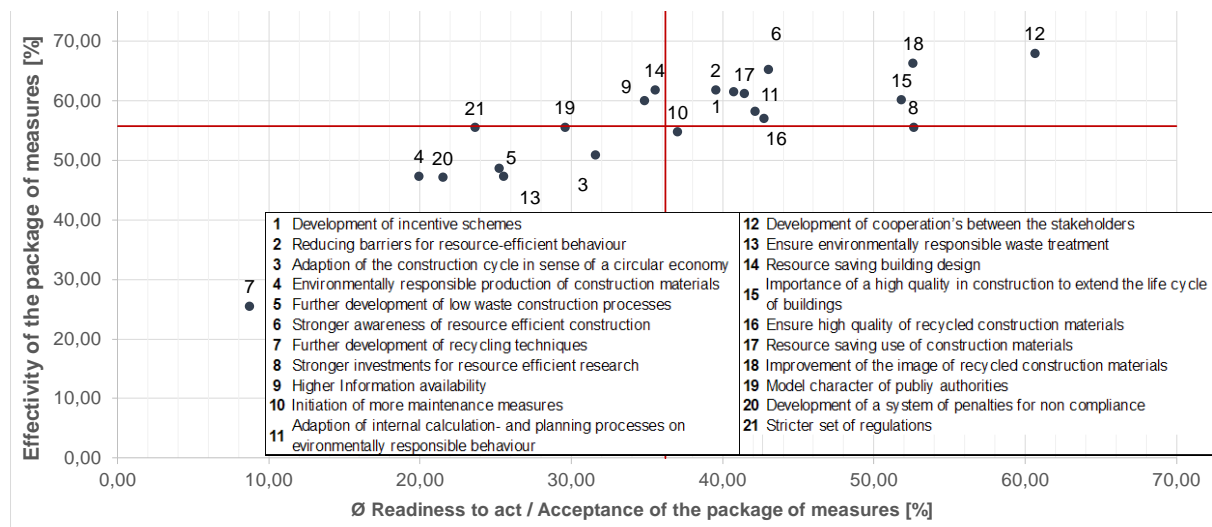 Effectivity of the package of measures [%]
70,00
60,00
50,00
40,00
30,00
20,00
10,00
0,00
6
12
18
14
2
17
9
15
21
19
10
1
11
8
16
4
20
5
3
13
7
1 Development of incentive schemes
2 Reducing barriers for resource-efficient behaviour
3 Adaption of the construction cycle in sense of a circular economy
4 Environmentally responsible production of construction materials
5 Further development of low waste construction processes
6 Stronger awareness of resource efficient construction
7 Further development of recycling techniques
8 Stronger investments for resource efficient research
9 Higher Information availability
10 Initiation of more maintenance measures
11 Adaption of internal calculation- and planning processes on
evironmentally responsible behaviour
12 Development of cooperation's between the stakeholders
13 Ensure environmentally responsible waste treatment
14 Resource saving building design
15 Importance of a high quality in construction to extend the life cycle
of buildings
16 Ensure high quality of recycled construction materials
17 Resource saving use of construction materials
18 Improvement of the image of recycled construction materials
19 Model character of publiy authorities
20 Development of a system of penalties for non compliance
21 Stricter set of regulations
0,00 10,00 20,00 30,00 40,00 50,00 60,00 70,00
Ø Readiness to act / Acceptance of the package of measures [%]